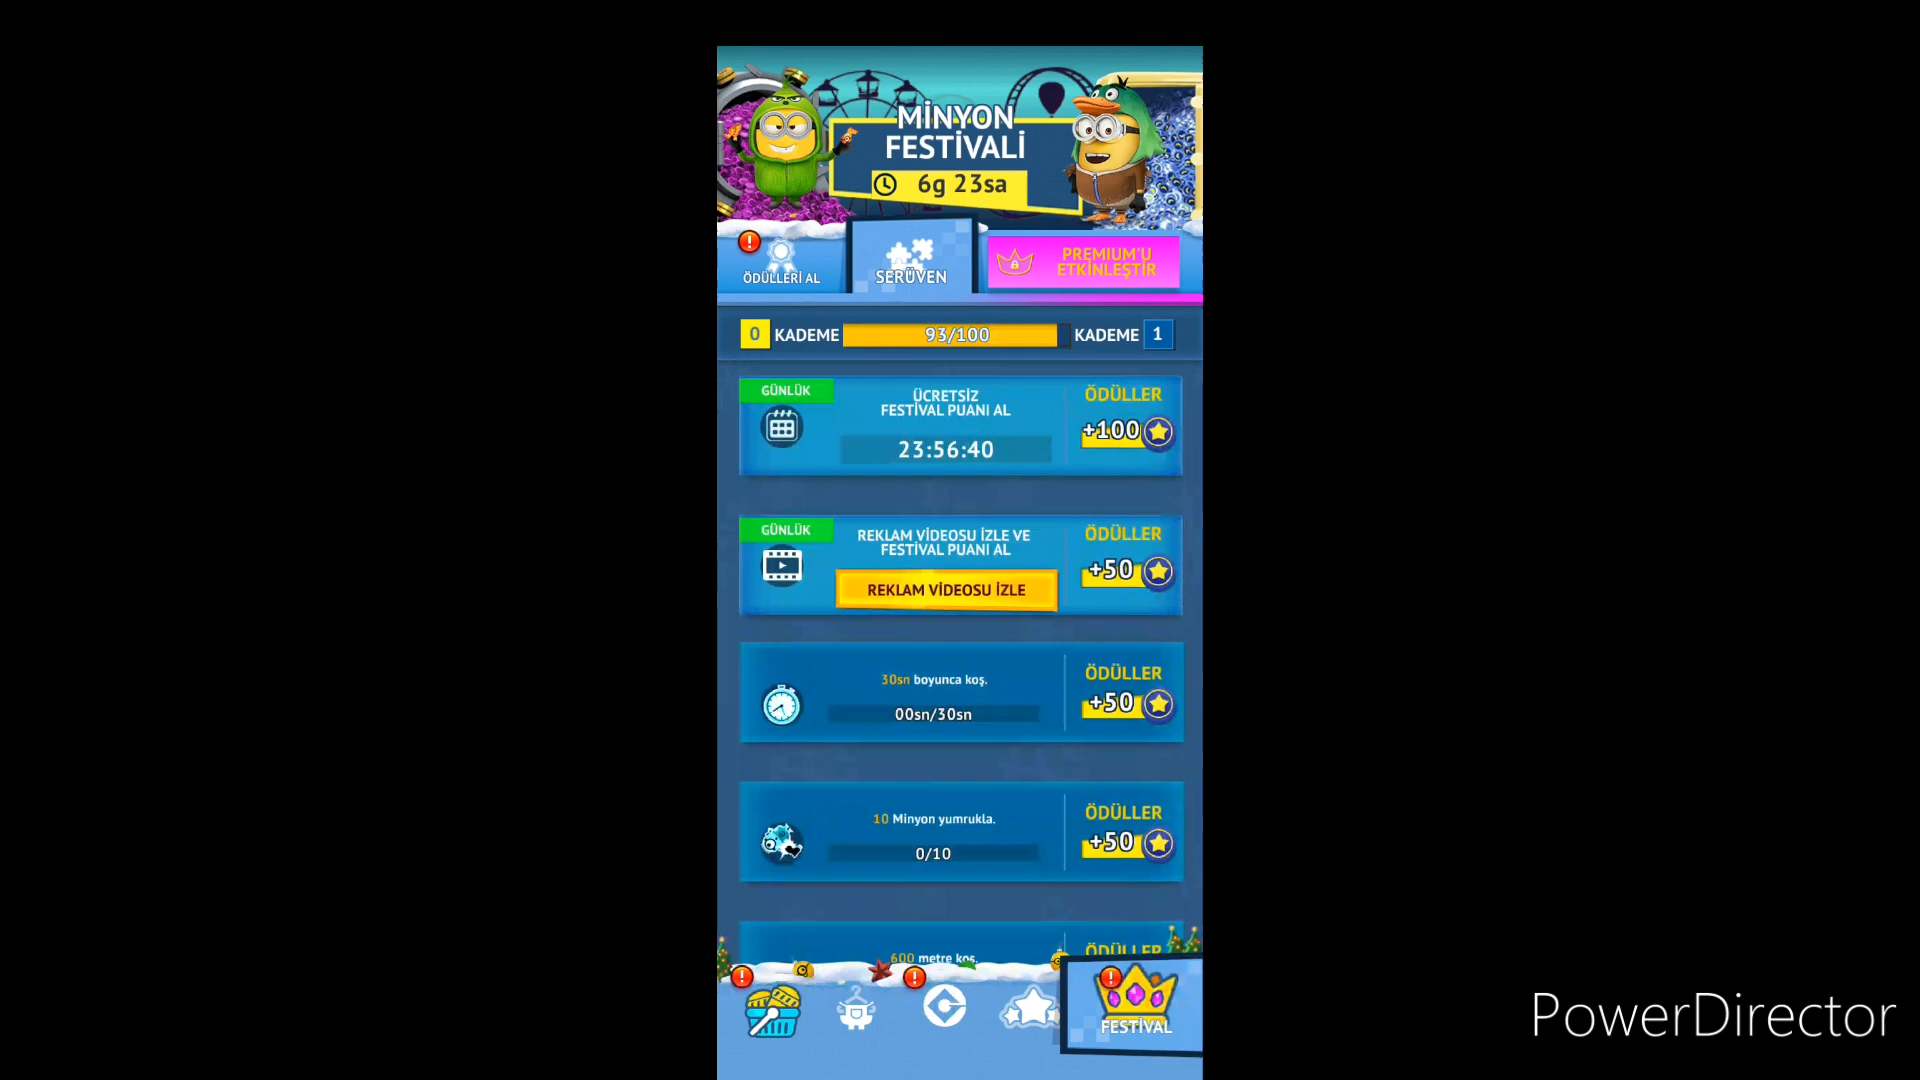 MİNYON
FESTİVALİ
6g 23sa
ÖDÜLLERİ AL
SERÜVEN
PREMIUM'U
ETKİNLEŞTİR
0 KADEME 93/100 KADEME 1
GÜNLÜK
ÜCRETSİZ
FESTİVAL PUANI AL
23:56:40
ÖDÜLLER
+100
GÜNLÜK
REKLAM VİDEOSU İZLE VE
FESTİVAL PUANI AL
REKLAM VİDEOSU İZLE
ÖDÜLLER
+50
30sn boyunca koş.
00sn/30sn
ÖDÜLLER
+50
10 Minyon yumrukla.
0/10
ÖDÜLLER
+50
600 metre koş.
ÖDÜLLER
FESTİVAL
PowerDirector